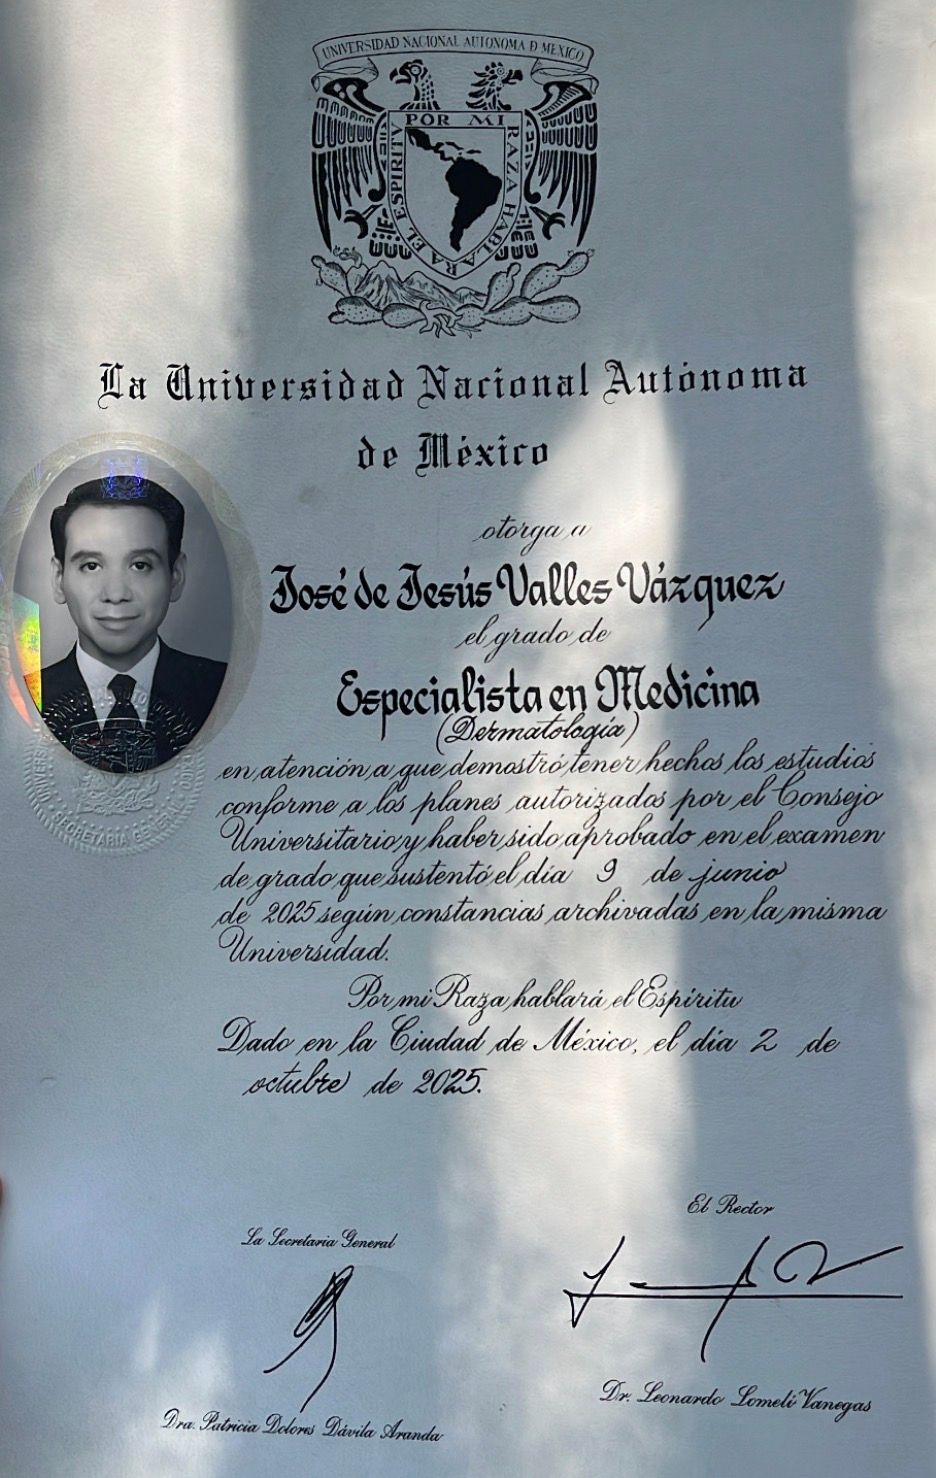 UNIVERSIDAD NACIONAL AUTONOMA D MEXICO
POR MI RAZA HABLARA EL ESPIRITV
La Universidad Nacional Autónoma
de México
otorga a
José de Jesús Valles Vázquez
el grado de
Especialista en Medicina
(Dermatología)
en atención a que demostró tener hechos los estudios
conforme a los planes autorizados por el Consejo
Universitario y haber sido aprobado en el examen
de grado que sustentó el día 9 de junio
de 2025 según constancias archivadas en la misma
Universidad.
Por mi Raza hablará el Espíritu
Dado en la Ciudad de México, el día 2 de
octubre de 2025.
El Rector
La Secretaria General
Dr. Leonardo Lomelí Vanegas
Dra. Patricia Dolores Dávila Aranda
SECRETARIA GENERAL